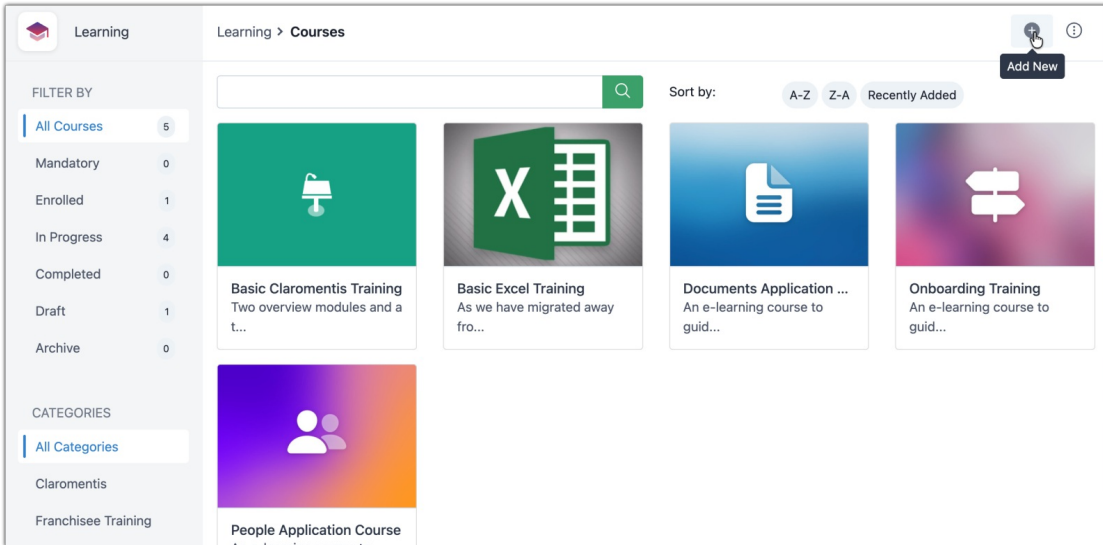 Learning
Learning > Courses
Add New
FILTER BY
All Courses 5
Mandatory 0
Enrolled 1
In Progress 4
Completed 0
Draft 1
Archive 0
CATEGORIES
All Categories
Claromentis
Franchisee Training
Sort by: A-Z Z-A Recently Added
Basic Claromentis Training
Two overview modules and a
t...
X
Basic Excel Training
As we have migrated away
fro...
Documents Application ...
An e-learning course to
guid...
Onboarding Training
An e-learning course to
guid...
People Application Course